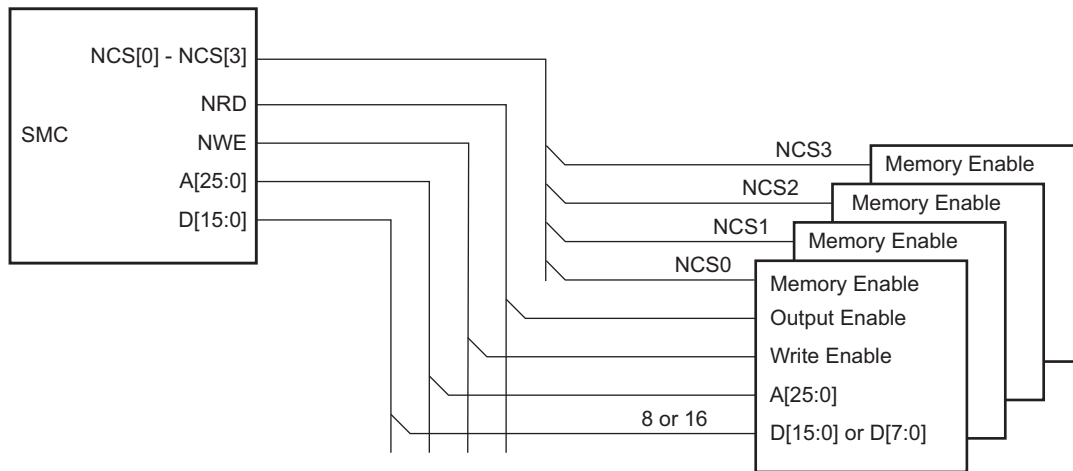 NCS[0] - NCS[3]
NRD
SMC
NWE
A[25:0]
D[15:0]
NCS3
Memory Enable
NCS2
Memory Enable
NCS1
Memory Enable
NCS0
Memory Enable
Output Enable
Write Enable
A[25:0]
8 or 16
D[15:0] or D[7:0]